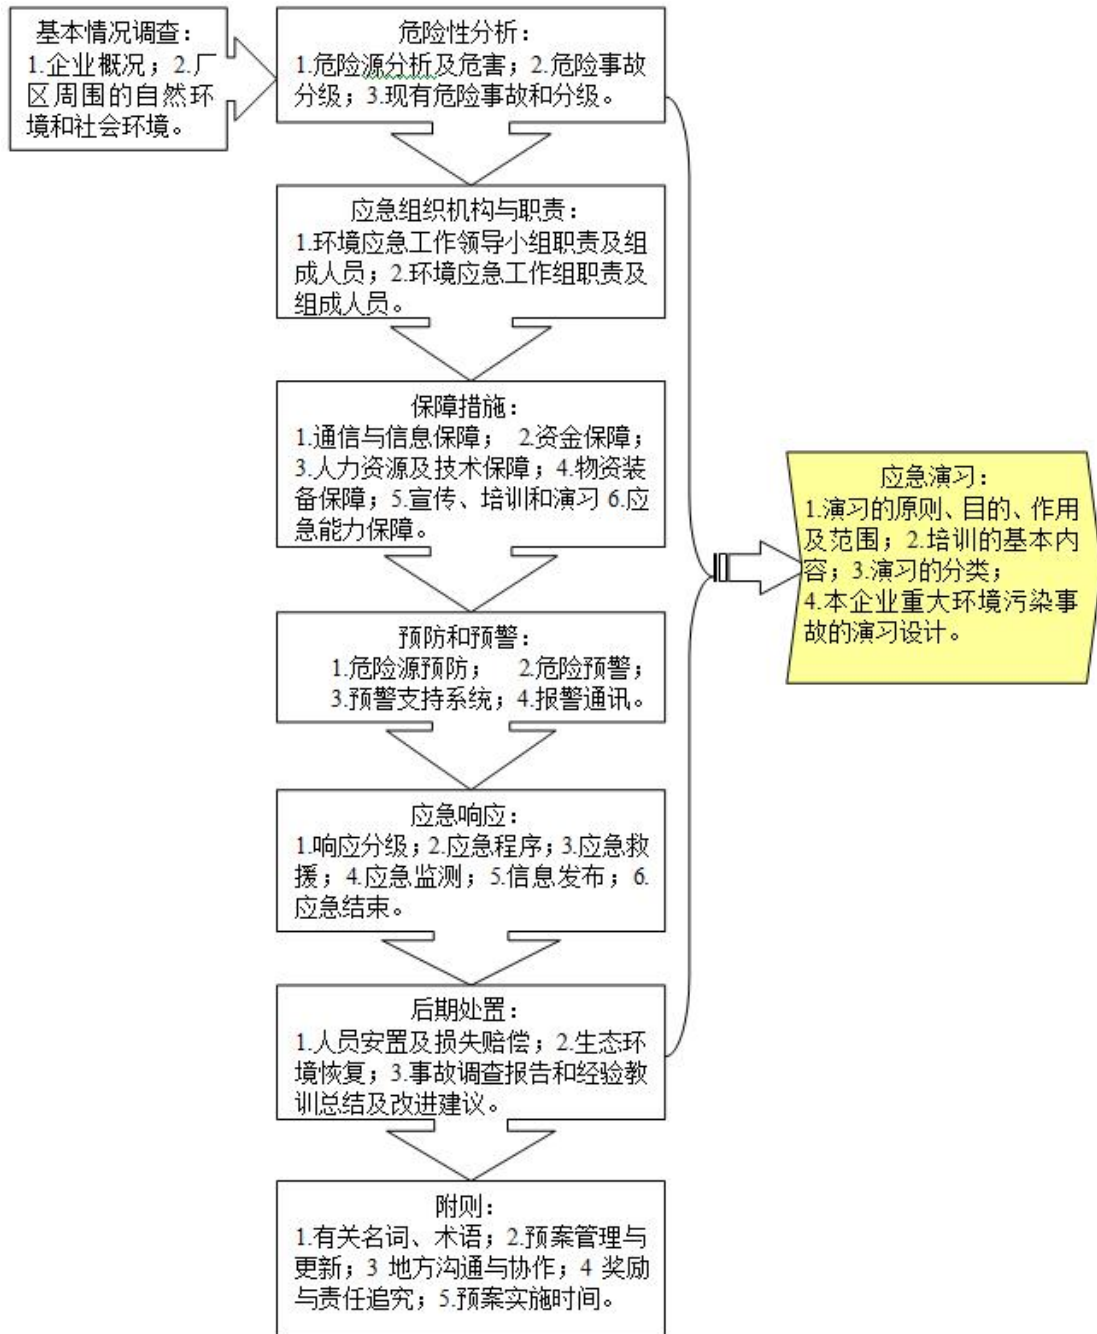 基本情况调查：
1.企业概况；2.厂
区周围的自然环
境和社会环境。
危险性分析：
1.危险源分析及危害；2.危险事故
分级；3.现有危险事故和分级。
应急组织机构与职责：
1.环境应急工作领导小组职责及组
成人员；2.环境应急工作组职责及
组成人员。
保障措施：
1.通信与信息保障； 2.资金保障；
3.人力资源及技术保障；4.物资装
备保障；5.宣传、培训和演习 6.应
急能力保障。
预防和预警：
1.危险源预防； 2.危险预警；
3.预警支持系统；4.报警通讯。
应急响应：
1.响应分级；2.应急程序；3.应急救
援；4.应急监测；5.信息发布；6.
应急结束。
后期处置：
1.人员安置及损失赔偿；2.生态环
境恢复；3.事故调查报告和经验教
训总结及改进建议。
附则：
1.有关名词、术语；2.预案管理与
更新；3 地方沟通与协作；4 奖励
与责任追究；5.预案实施时间。
应急演习：
1.演习的原则、目的、作用
及范围；2.培训的基本内
容；3.演习的分类；
4.本企业重大环境污染事
故的演习设计。